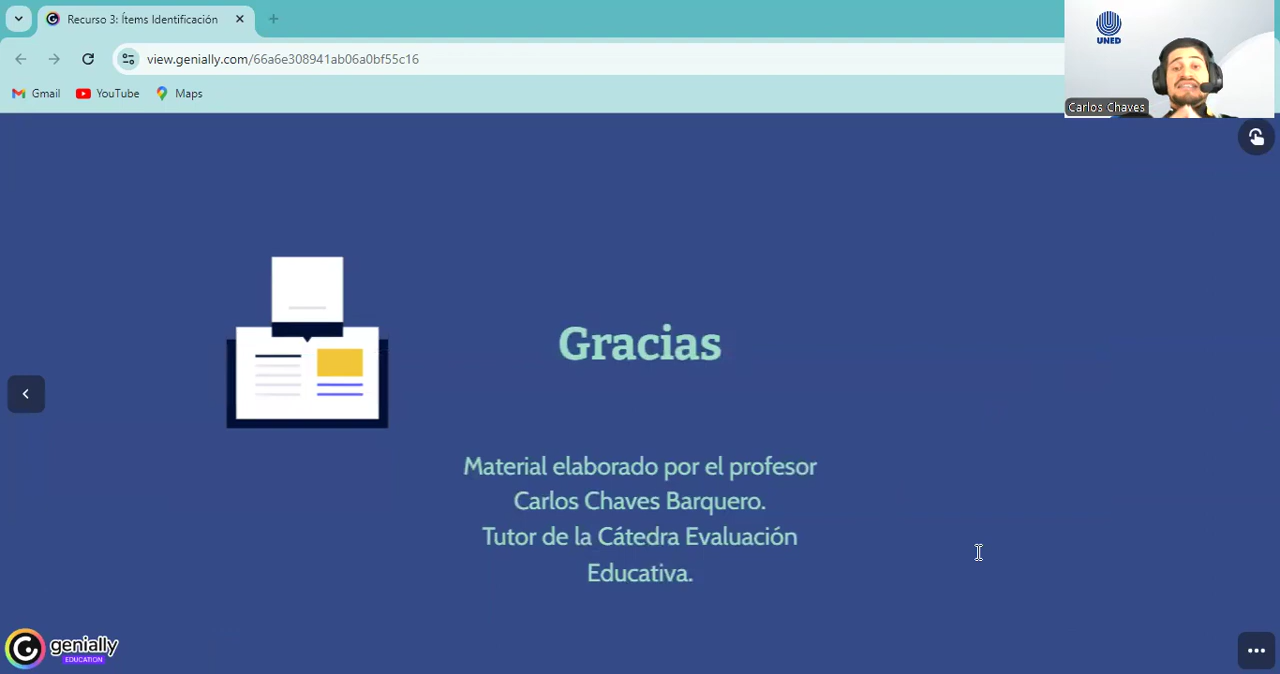 Recurso 3: Ítems Identificación
view.genially.com/66a6e308941ab06a0bf55c16
Gmail
YouTube
Maps
UNED
Carlos Chaves
Gracias
Material elaborado por el profesor
Carlos Chaves Barquero.
Tutor de la Cátedra Evaluación
Educativa.
genially
EDUCATION